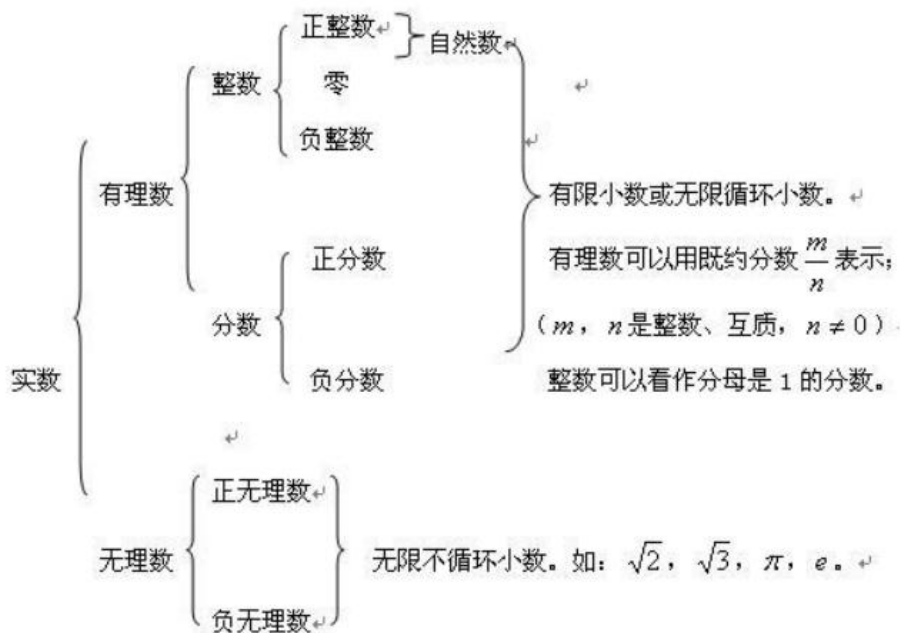 正整数
自然数
整数
零
负整数
有理数
有限小数或无限循环小数。
正分数
有理数可以用既约分数 m/n 表示;
分数
(m, n 是整数、互质, n ≠ 0)
实数
负分数
整数可以看作分母是 1 的分数。
正无理数
无理数
无限不循环小数。如: √2, √3, π, e。
负无理数